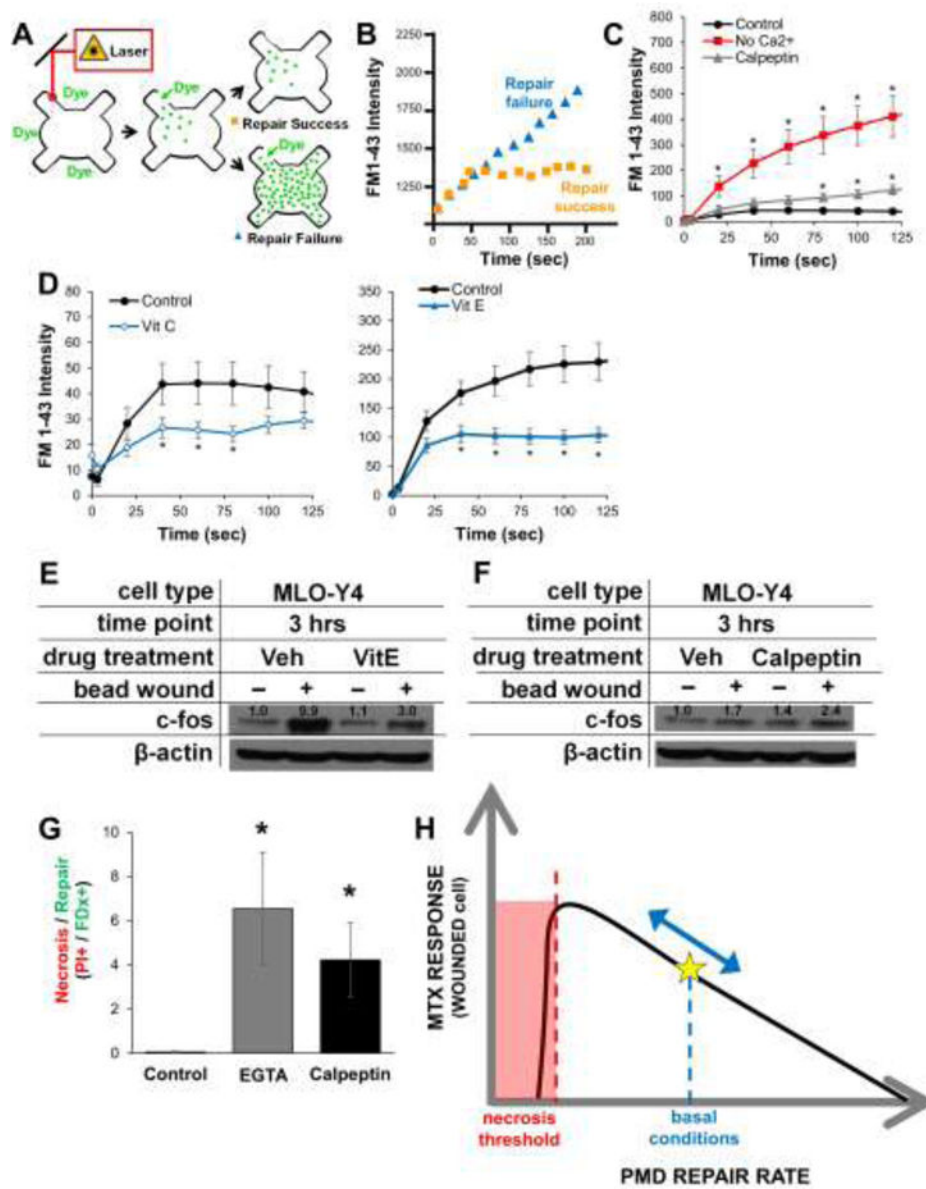 A
Laser
Dye
Dye
Dye
Dye
Dye
Repair Success
Dye
Repair Failure
B
FM1-43 Intensity
2250
2000
1750
1500
1250
Repair
failure
Repair
success
0 50 100 150 200
Time (sec)
C
FM 1-43 Intensity
800
700
600
500
400
300
200
100
0
Control
No Ca2+
Calpeptin
* * * * * *
* * *
0 25 50 75 100 125
Time (sec)
D
FM 1-43 Intensity
80
70
60
50
40
30
20
10
0
Control
Vit C
* * *
0 25 50 75 100 125
Time (sec)
350
300
250
200
150
100
50
0
Control
Vit E
* * * * *
0 25 50 75 100 125
Time (sec)
E
cell type MLO-Y4
time point 3 hrs
drug treatment Veh VitE
bead wound – + – +
c-fos 1.0 9.9 1.1 3.0
β-actin
F
cell type MLO-Y4
time point 3 hrs
drug treatment Veh Calpeptin
bead wound – + – +
c-fos 1.0 1.7 1.4 2.4
β-actin
G
Necrosis / Repair
(PI+ / FDx+)
10
8
6
4
2
0
* *
Control EGTA Calpeptin
H
MTX RESPONSE
(WOUNDED cell)
necrosis
threshold
basal
conditions
PMD REPAIR RATE